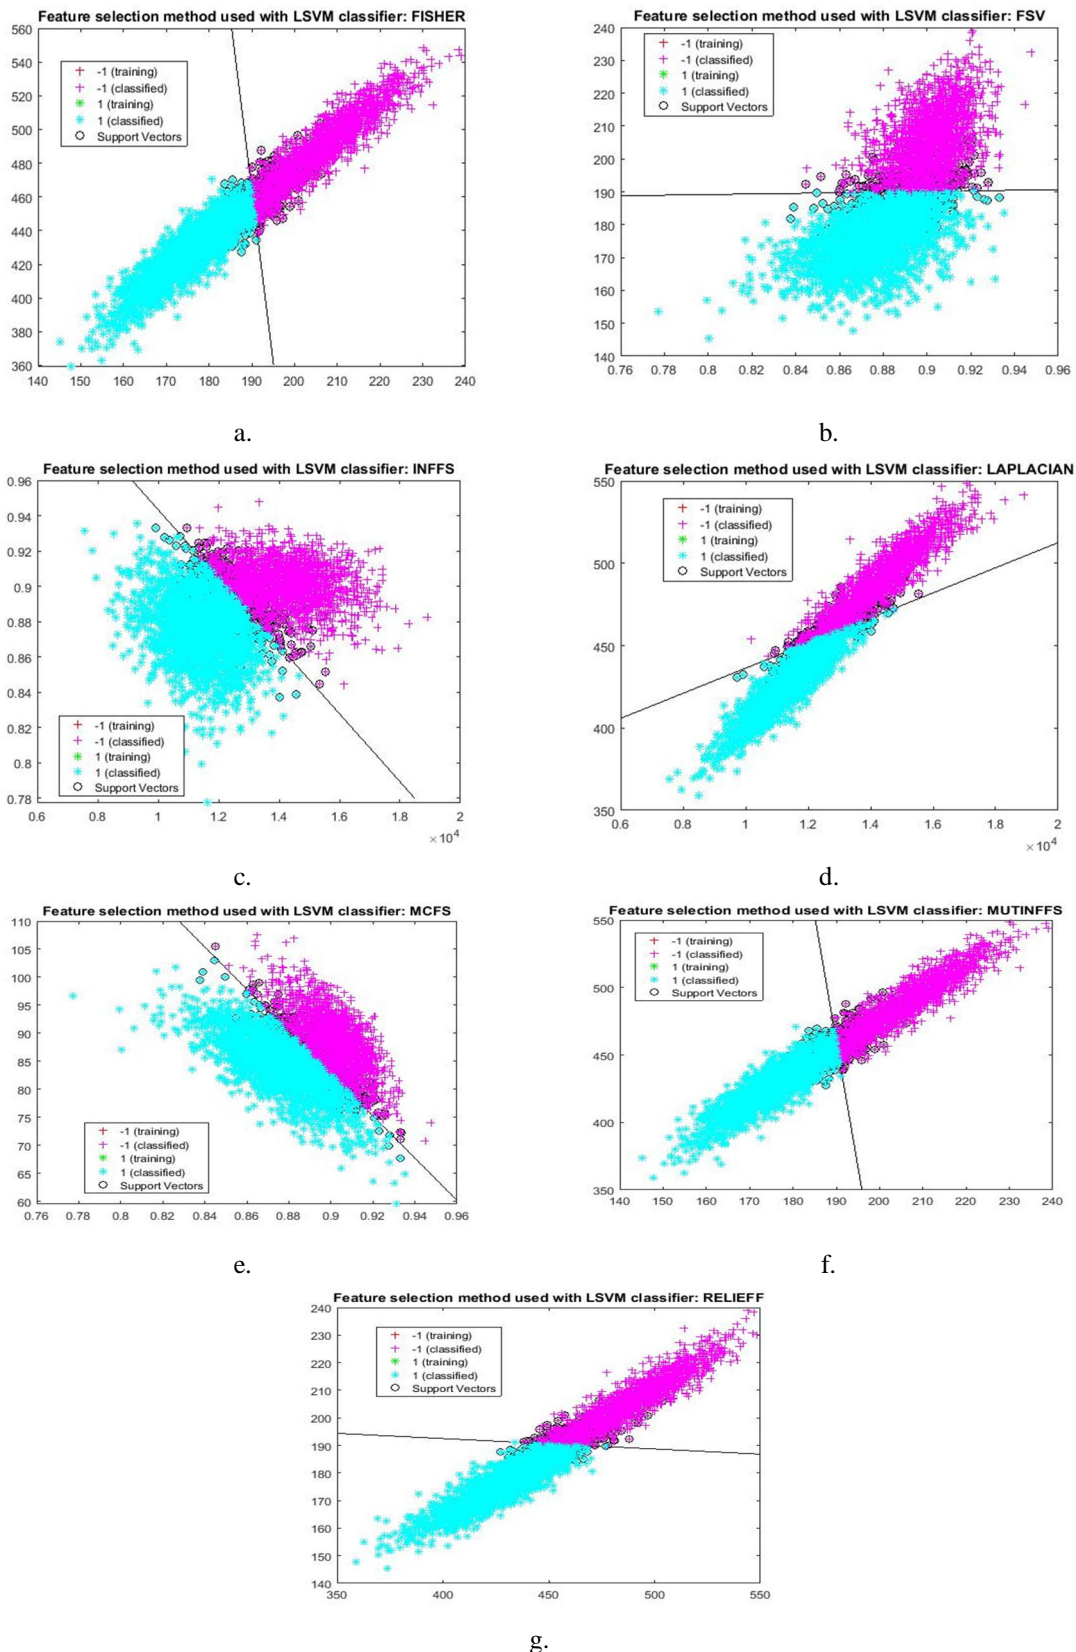 Feature selection method used with LSVM classifier: FISHER
560
540
520
500
480
460
440
420
400
380
360
-1 (training)
-1 (classified)
1 (training)
1 (classified)
Support Vectors
140 150 160 170 180 190 200 210 220 230 240
a.
Feature selection method used with LSVM classifier: FSV
240
230
220
210
200
190
180
170
160
150
140
-1 (training)
-1 (classified)
1 (training)
1 (classified)
Support Vectors
0.76 0.78 0.8 0.82 0.84 0.86 0.88 0.9 0.92 0.94 0.96
b.
Feature selection method used with LSVM classifier: INFFS
0.96
0.94
0.92
0.9
0.88
0.86
0.84
0.82
0.8
0.78
-1 (training)
-1 (classified)
1 (training)
1 (classified)
Support Vectors
0.6 0.8 1 1.2 1.4 1.6 1.8 2
×10⁴
c.
Feature selection method used with LSVM classifier: LAPLACIAN
550
500
450
400
350
-1 (training)
-1 (classified)
1 (training)
1 (classified)
Support Vectors
0.6 0.8 1 1.2 1.4 1.6 1.8 2
×10⁴
d.
Feature selection method used with LSVM classifier: MCFS
110
105
100
95
90
85
80
75
70
65
60
-1 (training)
-1 (classified)
1 (training)
1 (classified)
Support Vectors
0.76 0.78 0.8 0.82 0.84 0.86 0.88 0.9 0.92 0.94 0.96
e.
Feature selection method used with LSVM classifier: MUTINFFS
550
500
450
400
350
-1 (training)
-1 (classified)
1 (training)
1 (classified)
Support Vectors
140 150 160 170 180 190 200 210 220 230 240
f.
Feature selection method used with LSVM classifier: RELIEFF
240
230
220
210
200
190
180
170
160
150
140
-1 (training)
-1 (classified)
1 (training)
1 (classified)
Support Vectors
350 400 450 500 550
g.